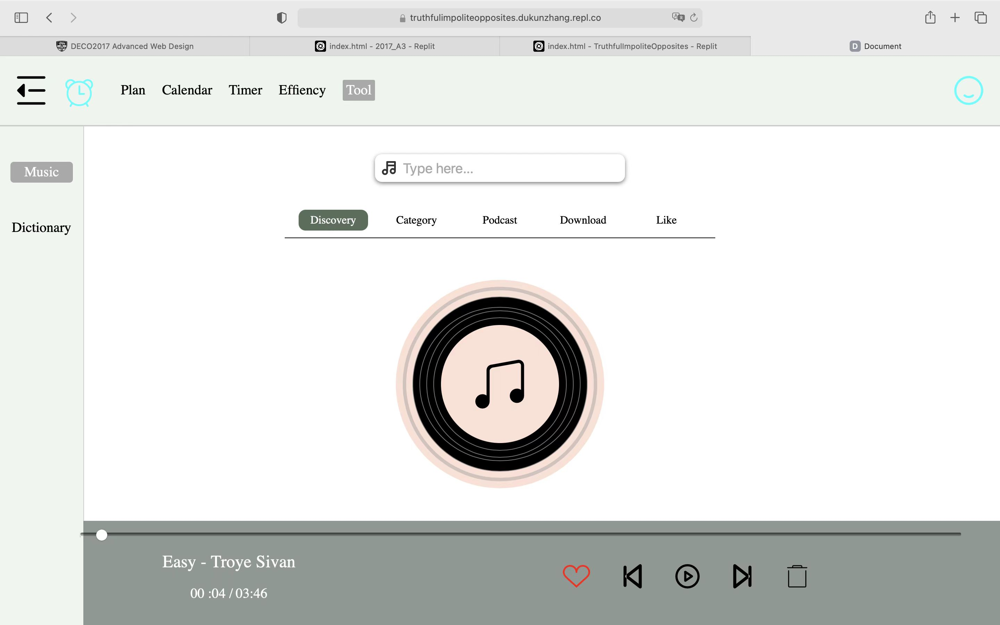 truthfulimpoliteopposites.dukunzhang.repl.co
DECO2017 Advanced Web Design
index.html - 2017_A3 - Replit
index.html - TruthfulImpoliteOpposites - Replit
D Document
Plan Calendar Timer Effiency Tool
Music
Dictionary
Type here...
Discovery Category Podcast Download Like
Easy - Troye Sivan
00 :04 / 03:46